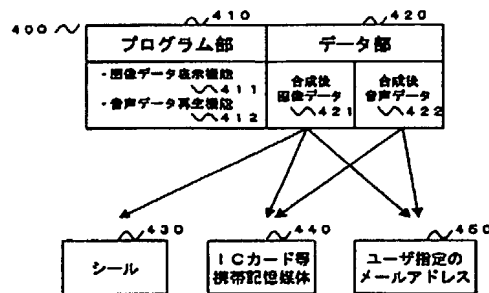 410
420
400
プログラム部
データ部
・画像データ表示機能
411
・音声データ再生機能
412
合成後
画像データ
421
合成後
音声データ
422
430
440
450
シール
ICカード等
携帯記憶媒体
ユーザ指定の
メールアドレス